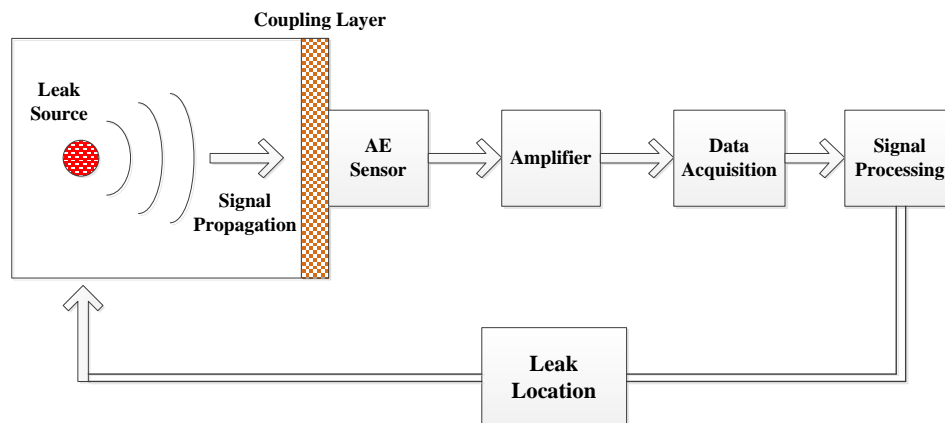 Coupling Layer
Leak
Source
Signal
Propagation
AE
Sensor
Amplifier
Data
Acquisition
Signal
Processing
Leak
Location